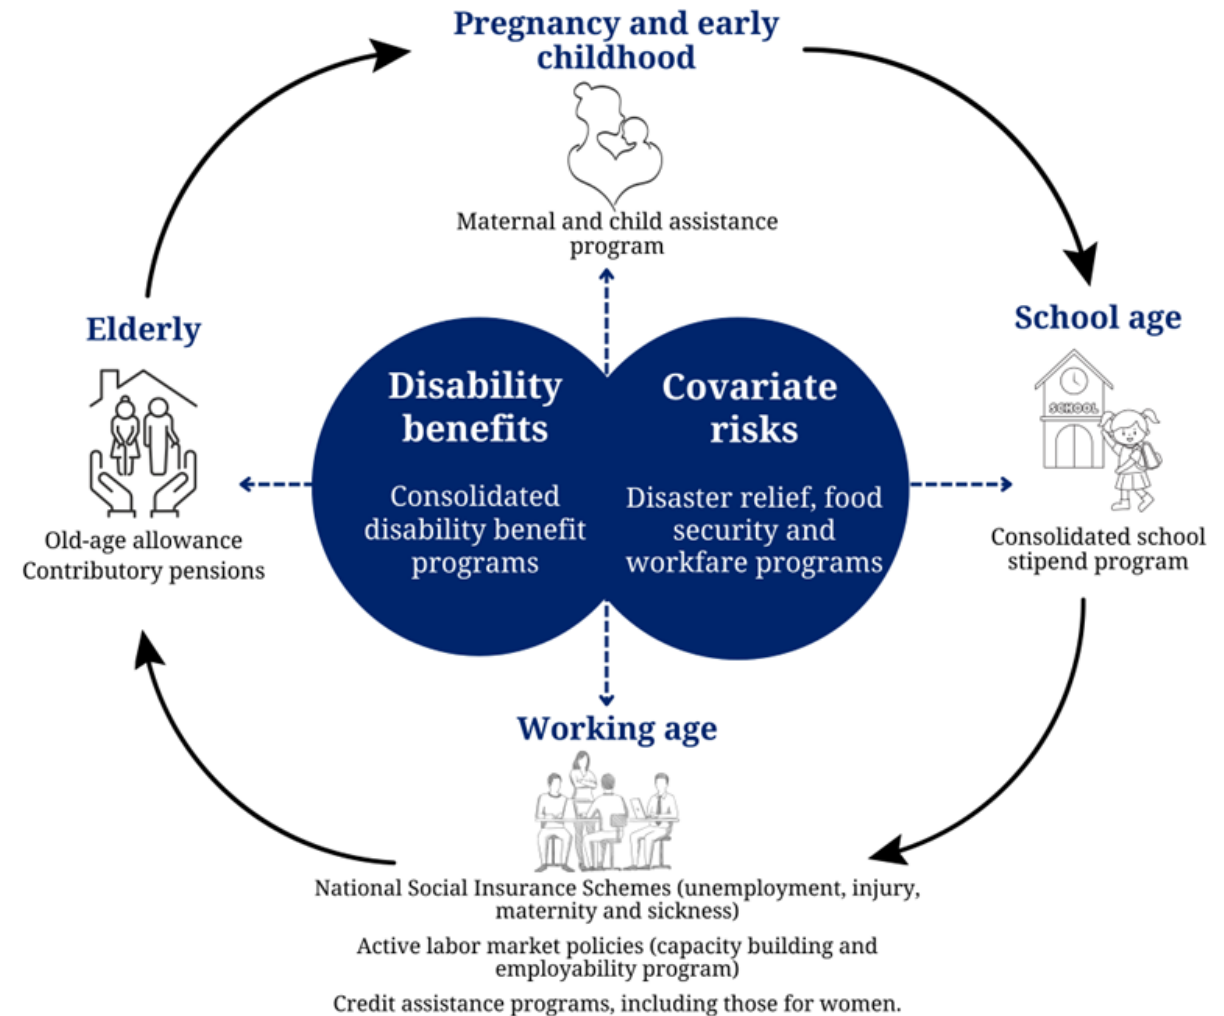 Pregnancy and early
childhood
Maternal and child assistance
program
Elderly
Old-age allowance
Contributory pensions
Disability
benefits
Consolidated
disability benefit
programs
Covariate
risks
Disaster relief, food
security and
workfare programs
School age
SCHOOL
Consolidated school
stipend program
Working age
National Social Insurance Schemes (unemployment, injury,
maternity and sickness)
Active labor market policies (capacity building and
employability program)
Credit assistance programs, including those for women.